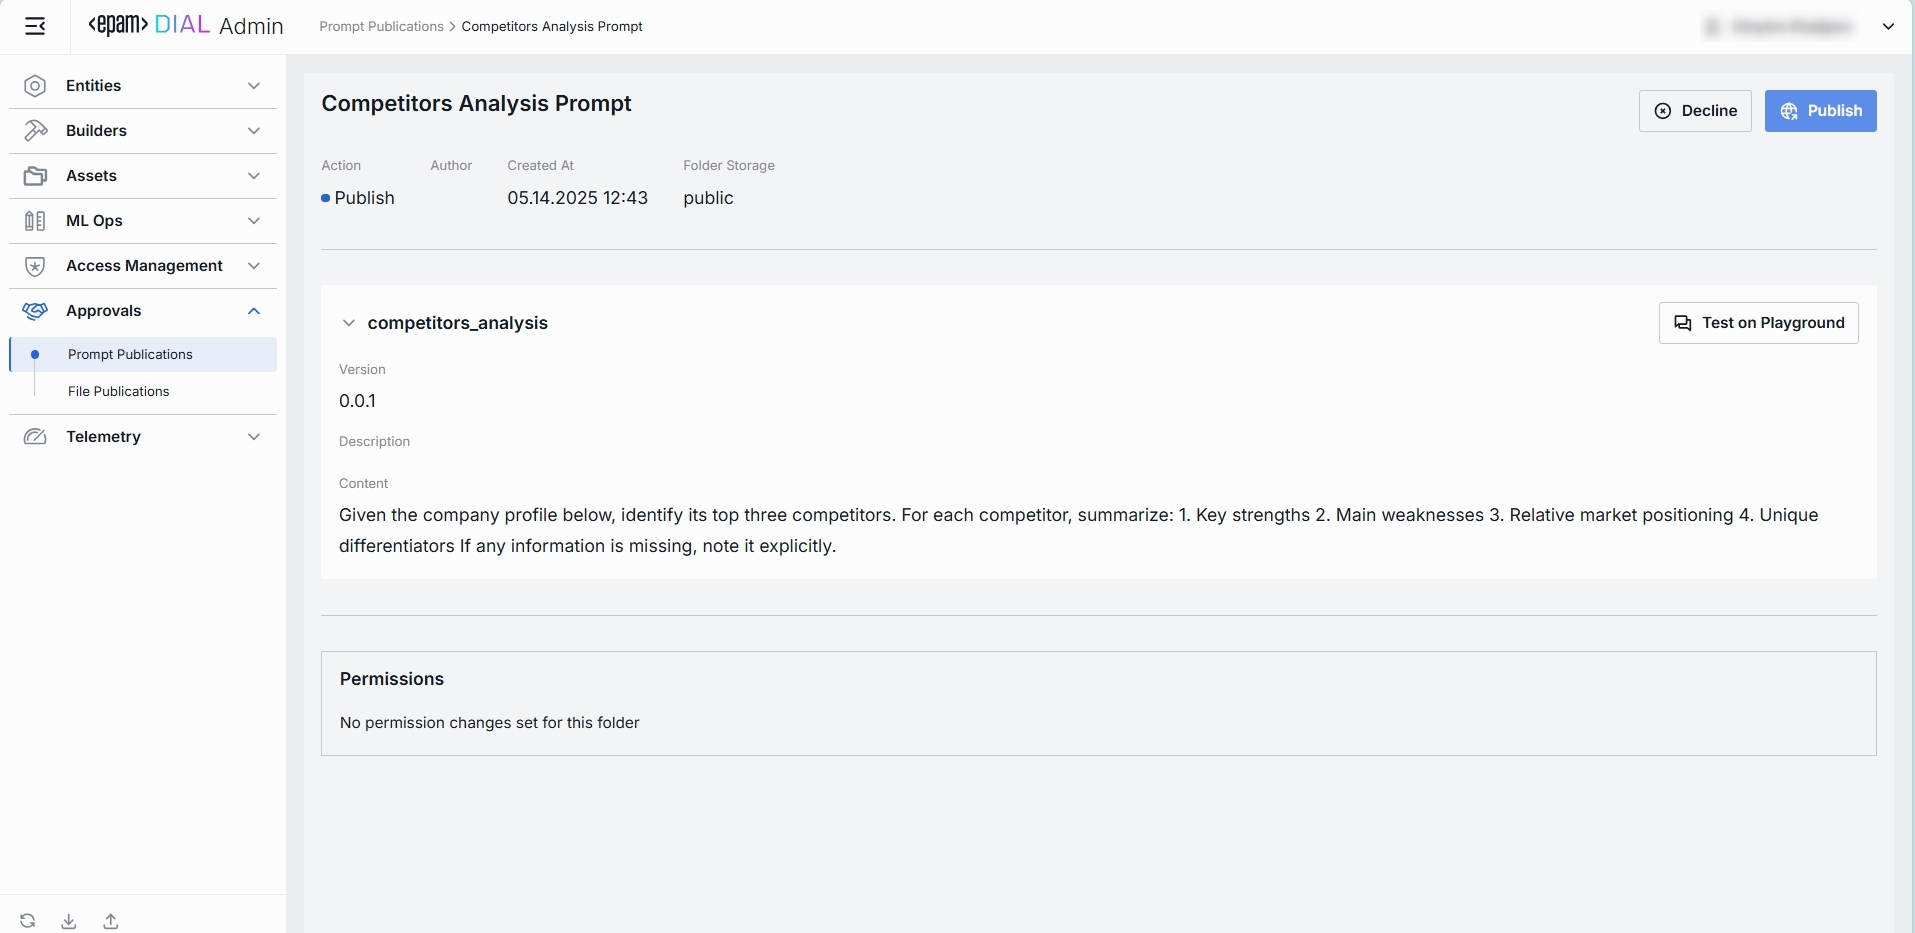 <epam> DIAL Admin
Prompt Publications > Competitors Analysis Prompt
Entities
Builders
Assets
ML Ops
Access Management
Approvals
Prompt Publications
File Publications
Telemetry
Competitors Analysis Prompt
Decline
Publish
Action
Author
Created At
Folder Storage
Publish
05.14.2025 12:43
public
competitors_analysis
Test on Playground
Version
0.0.1
Description
Content
Given the company profile below, identify its top three competitors. For each competitor, summarize: 1. Key strengths 2. Main weaknesses 3. Relative market positioning 4. Unique
differentiators If any information is missing, note it explicitly.
Permissions
No permission changes set for this folder